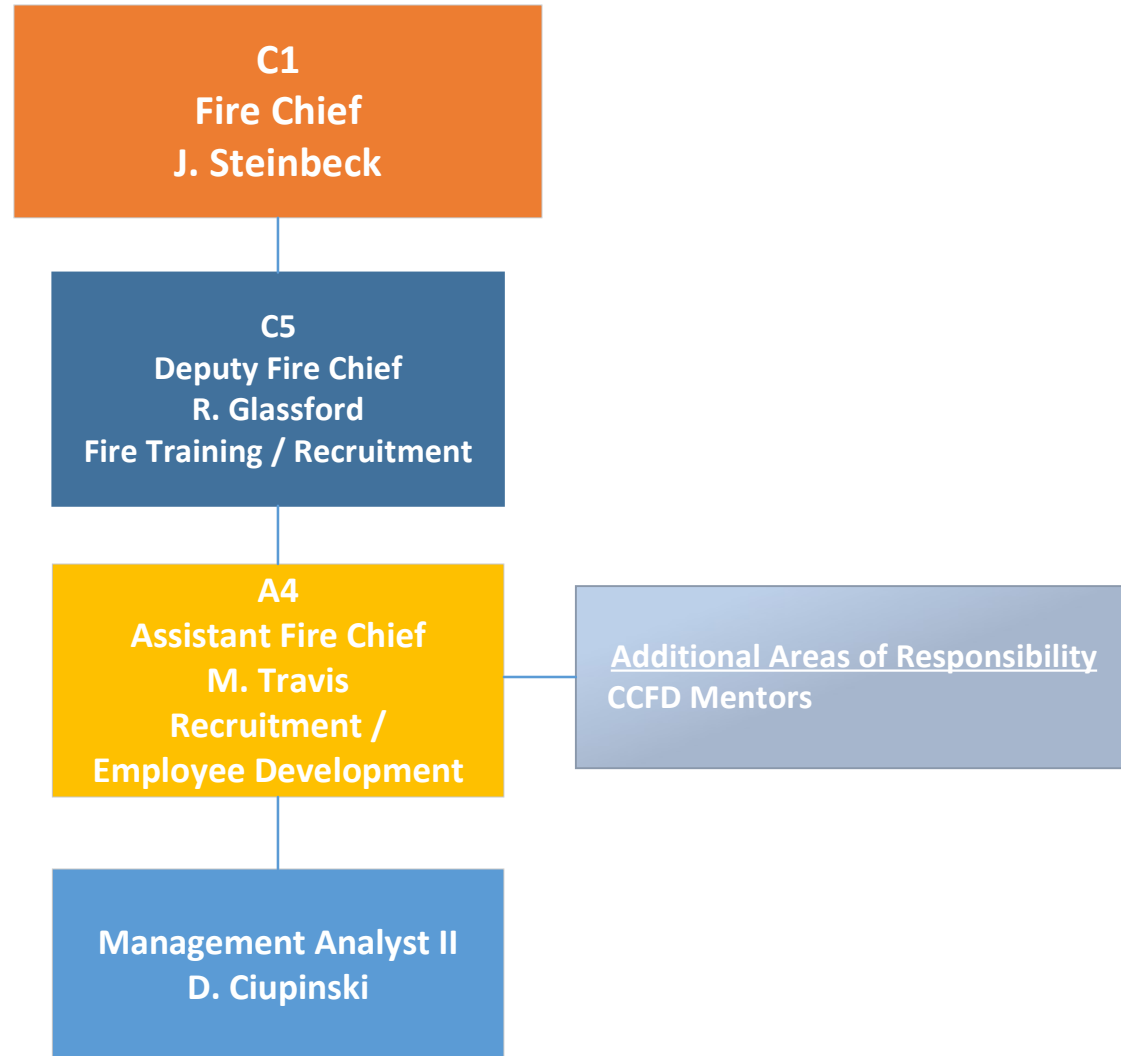 C1
Fire Chief
J. Steinbeck
C5
Deputy Fire Chief
R. Glassford
Fire Training / Recruitment
A4
Assistant Fire Chief
M. Travis
Recruitment /
Employee Development
Additional Areas of Responsibility
CCFD Mentors
Management Analyst II
D. Ciupinski